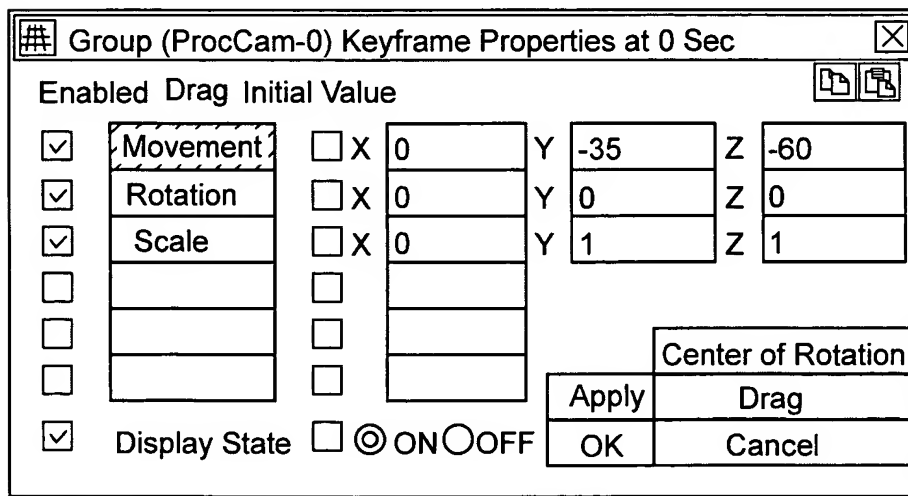 Group (ProcCam-0) Keyframe Properties at 0 Sec
Enabled Drag Initial Value
Movement X 0 Y -35 Z -60
Rotation X 0 Y 0 Z 0
Scale X 0 Y 1 Z 1
Center of Rotation
Apply Drag
Display State ON OFF OK Cancel